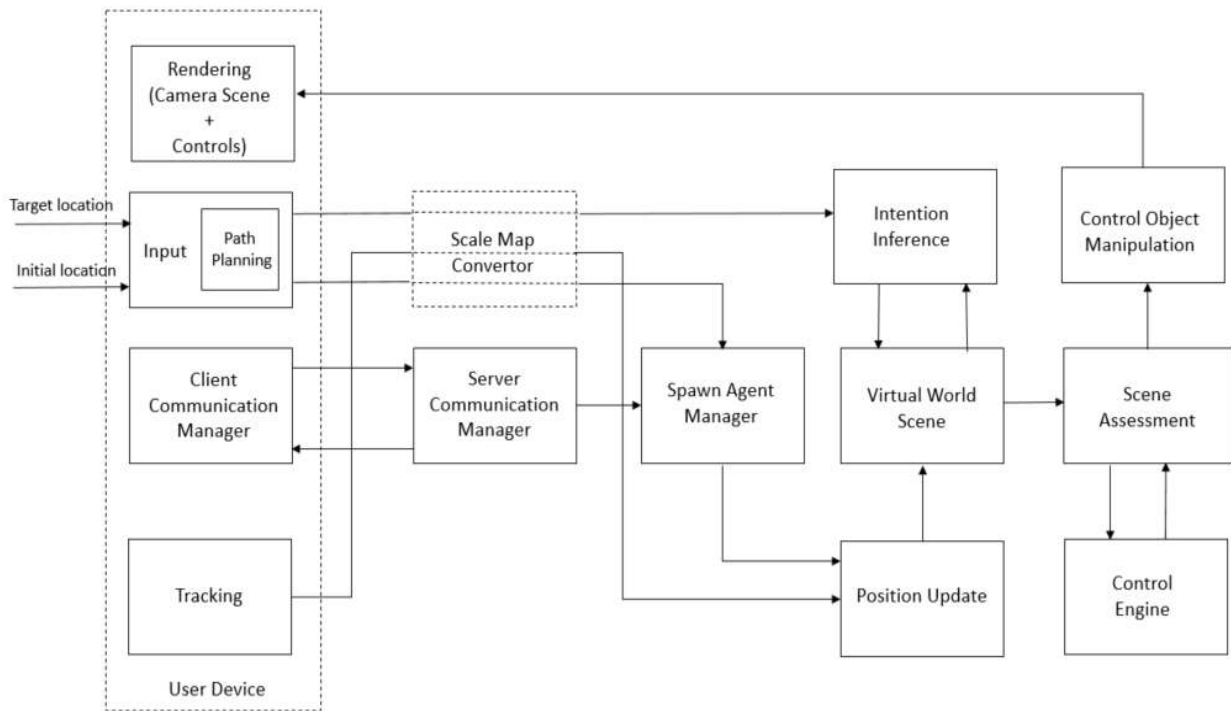 Rendering
(Camera Scene
+
Controls)
Target location
Initial location
Input
Path
Planning
Scale Map
Convertor
Intention
Inference
Control Object
Manipulation
Client
Communication
Manager
Server
Communication
Manager
Spawn Agent
Manager
Virtual World
Scene
Scene
Assessment
Tracking
Position Update
Control
Engine
User Device